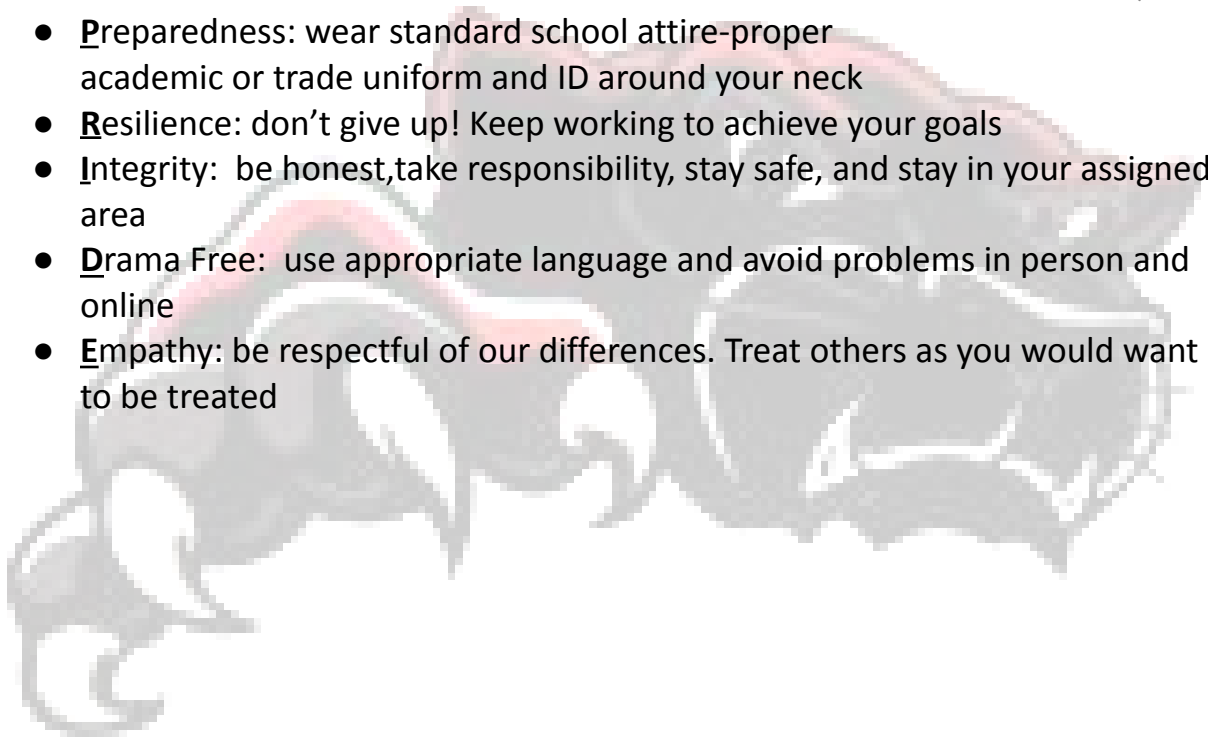 ● Preparedness: wear standard school attire-proper
academic or trade uniform and ID around your neck
● Resilience: don’t give up! Keep working to achieve your goals
● Integrity:  be honest,take responsibility, stay safe, and stay in your assigned
area
● Drama Free:  use appropriate language and avoid problems in person and
online
● Empathy: be respectful of our differences. Treat others as you would want
to be treated